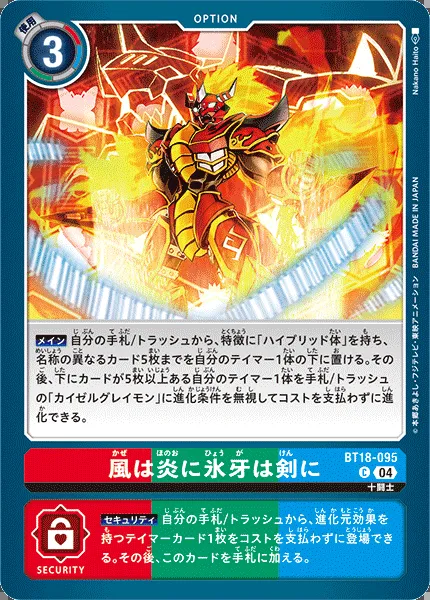 OPTION
使用
3
Nakano Haito
©本郷あきよし・フジテレビ・東映アニメーション BANDAI MADE IN JAPAN
メイン 自分の手札/トラッシュから、特徴に「ハイブリッド体」を持ち、
名称の異なるカード5枚までを自分のテイマー1体の下に置ける。その
後、下にカードが5枚以上ある自分のテイマー1体を手札/トラッシュ
の「カイゼルグレイモン」に進化条件を無視してコストを支払わずに進
化できる。
風は炎に氷牙は剣に
BT18-095
C 04
十闘士
セキュリティ 自分の手札/トラッシュから、進化元効果を
持つテイマーカード1枚をコストを支払わずに登場でき
る。その後、このカードを手札に加える。
SECURITY